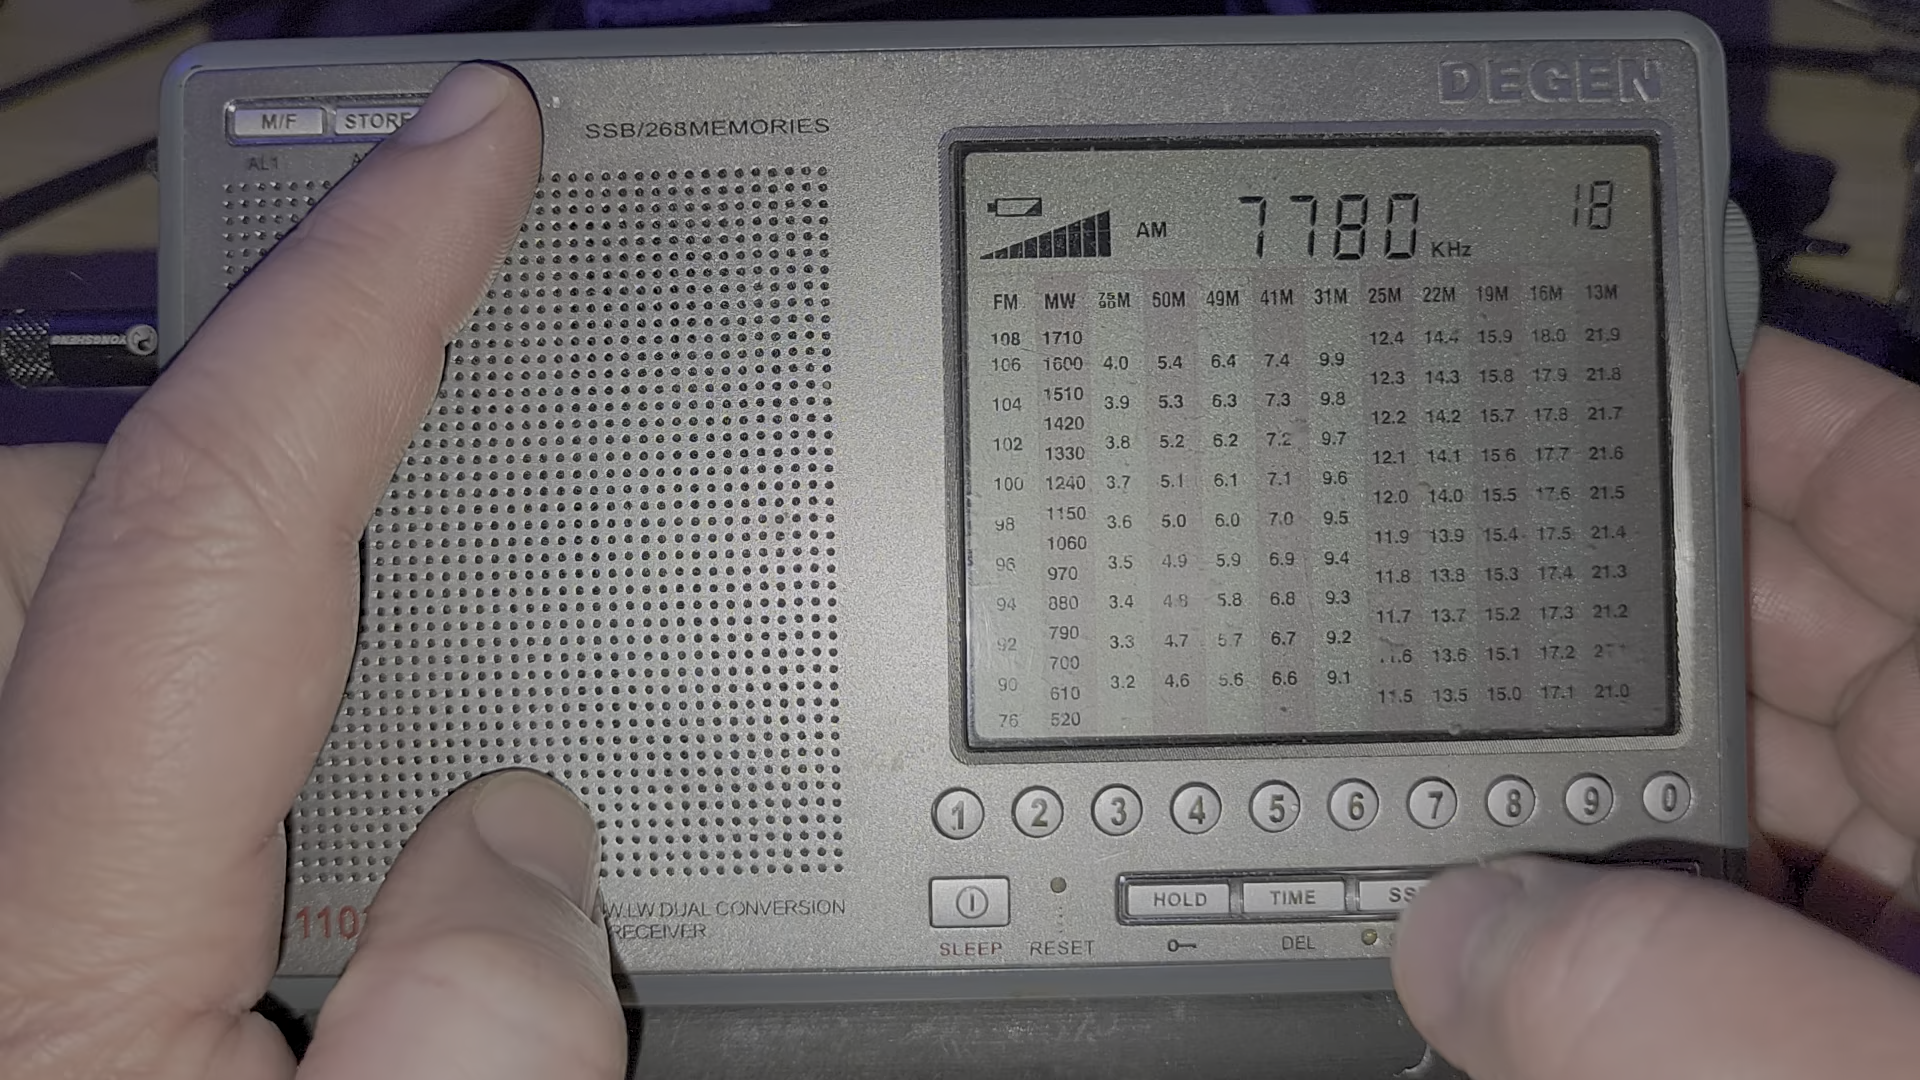 DEGEN
M/F STORE
AL1
SSB/268MEMORIES
AM 7780 KHz 18
FM MW 75 90M 60M 49M 41M 31M 25M 22M 19M 16M 13M
108 1710 12.4 14.4 15.9 18.0 21.9
106 1600 4.0 5.4 6.4 7.4 9.9
12.3 14.3 15.8 17.9 21.8
104 1510 3.9 5.3 6.3 7.3 9.8
1420 12.2 14.2 15.7 17.8 21.7
102 3.8 5.2 6.2 7.2 9.7
1330 12.1 14.1 15.6 17.7 21.6
100 1240 3.7 5.1 6.1 7.1 9.6
12.0 14.0 15.5 17.6 21.5
98 1150 3.6 5.0 6.0 7.0 9.5
1060 11.9 13.9 15.4 17.5 21.4
96 970 3.5 4.9 5.9 6.9 9.4
11.8 13.8 15.3 17.4 21.3
94 880 3.4 4.8 5.8 6.8 9.3
11.7 13.7 15.2 17.3 21.2
92 790 3.3 4.7 5.7 6.7 9.2
700 13.6 15.1 17.2
90 610 3.2 4.6 5.6 6.6 9.1
11.5 13.5 15.0 17.1 21.0
76 520
1 2 3 4 5 6 7 8 9 0
HOLD TIME
SLEEP RESET DEL
LW DUAL CONVERSION
RECEIVER